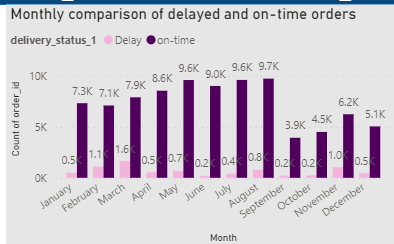 Monthly comparison of delayed and on-time orders
delivery_status_1 Delay on-time
Count of order_id
10K
5K
0K
7.3K 7.1K 7.9K 8.6K 9.6K 9.0K 9.6K 9.7K 3.9K 4.5K 6.2K 5.1K
0.5K 1.1K 1.6K 0.5K 0.7K 0.2K 0.4K 0.8K 0.2K 0.2K 1.0K 0.5K
January February March April May June July August September October November December
Month